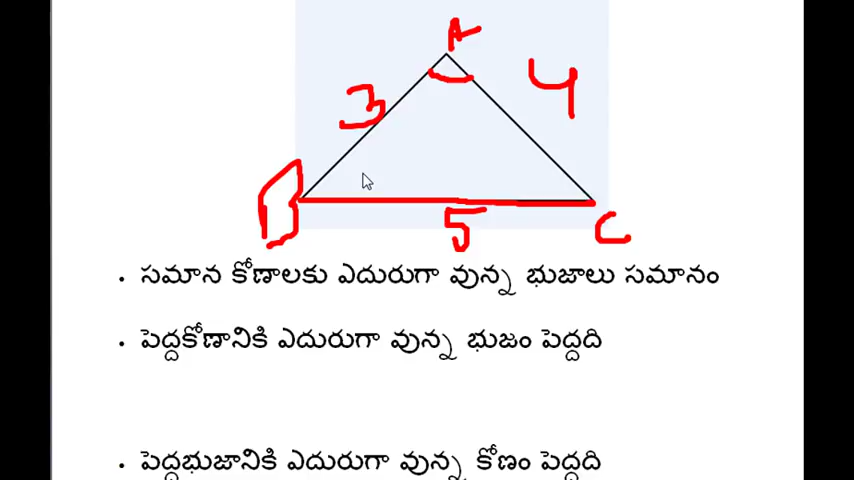 A
3 4
B 5 C
• సమాన కోణాలకు ఎదురుగా వున్న భుజాలు సమానం
• పెద్దకోణానికి ఎదురుగా వున్న భుజం పెద్దది
• పెద్దభుజానికి ఎదురుగా వున్న కోణం పెద్దది